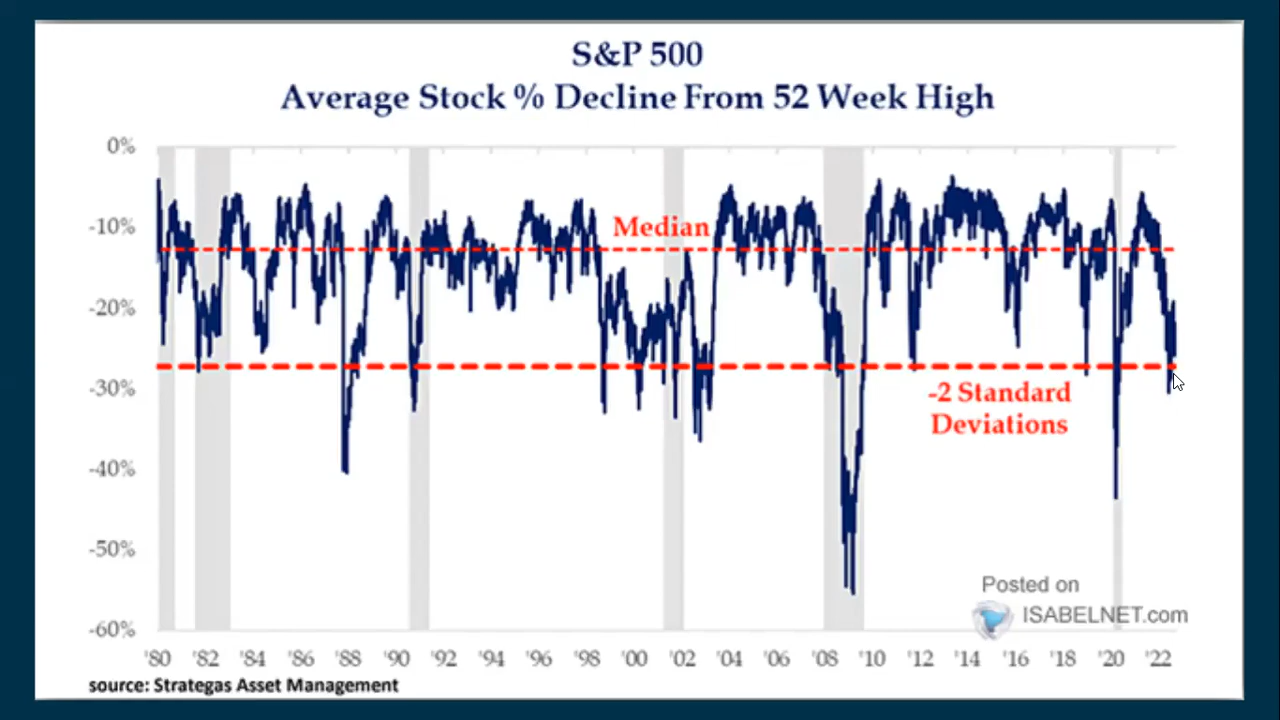 S&P 500
Average Stock % Decline From 52 Week High
0%
-10%
-20%
-30%
-40%
-50%
-60%
Median
-2 Standard
Deviations
Posted on
ISABELNET.com
'80 '82 '84 '86 '88 '90 '92 '94 '96 '98 '00 '02 '04 '06 '08 '10 '12 '14 '16 '18 '20 '22
source: Strategas Asset Management